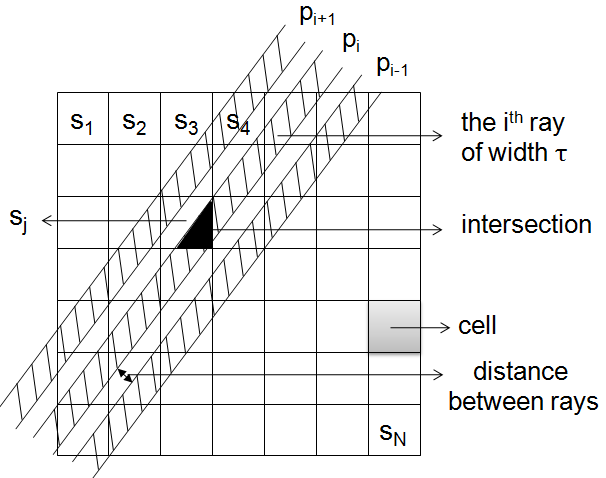 pᵢ₊₁
pᵢ
pᵢ₋₁
s₁ s₂ s₃ s₄
the iᵗʰ ray
of width τ
sⱼ
intersection
cell
distance
between rays
s_N